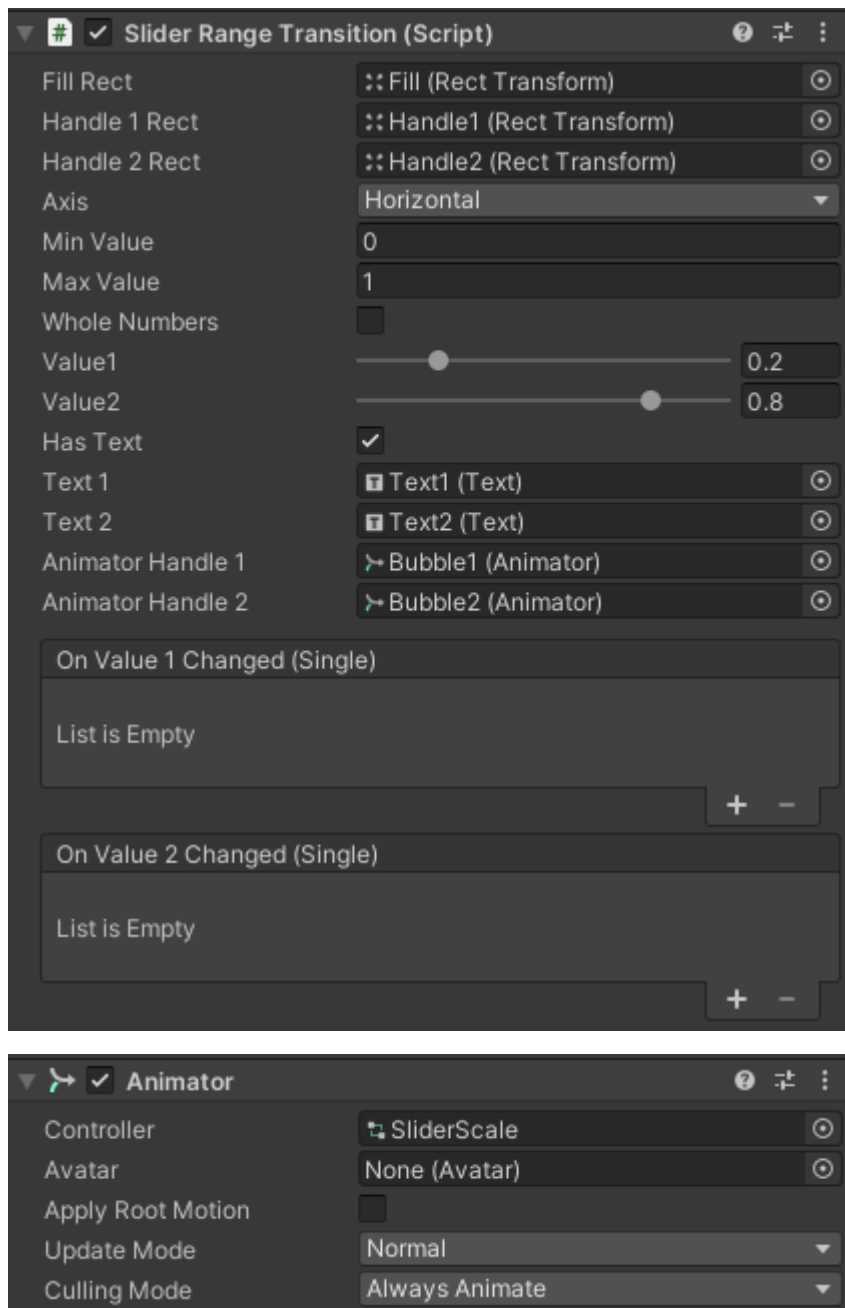 Slider Range Transition (Script)
Fill Rect Fill (Rect Transform)
Handle 1 Rect Handle1 (Rect Transform)
Handle 2 Rect Handle2 (Rect Transform)
Axis Horizontal
Min Value 0
Max Value 1
Whole Numbers
Value1 0.2
Value2 0.8
Has Text
Text 1 Text1 (Text)
Text 2 Text2 (Text)
Animator Handle 1 Bubble1 (Animator)
Animator Handle 2 Bubble2 (Animator)
On Value 1 Changed (Single)
List is Empty
On Value 2 Changed (Single)
List is Empty
Animator
Controller SliderScale
Avatar None (Avatar)
Apply Root Motion
Update Mode Normal
Culling Mode Always Animate